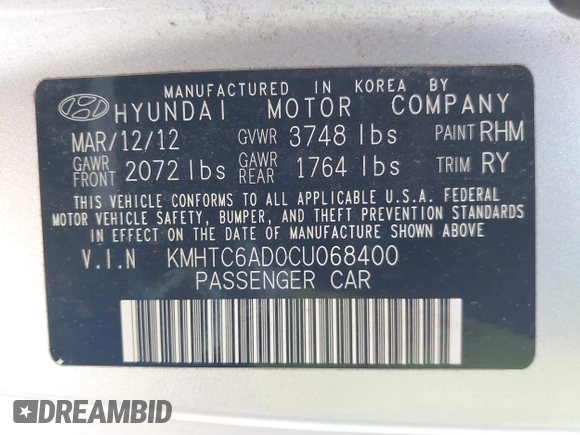 MANUFACTURED IN KOREA BY
HYUNDAI MOTOR COMPANY
MAR/12/12 GVWR 3748 lbs PAINT RHM
GAWR FRONT 2072 lbs GAWR REAR 1764 lbs TRIM RY
THIS VEHICLE CONFORMS TO ALL APPLICABLE U.S.A. FEDERAL
MOTOR VEHICLE SAFETY, BUMPER, AND THEFT PREVENTION STANDARDS
IN EFFECT ON THE DATE OF MANUFACTURE SHOWN ABOVE
V.I.N KMHTC6AD0CU068400
PASSENGER CAR
DREAMBID